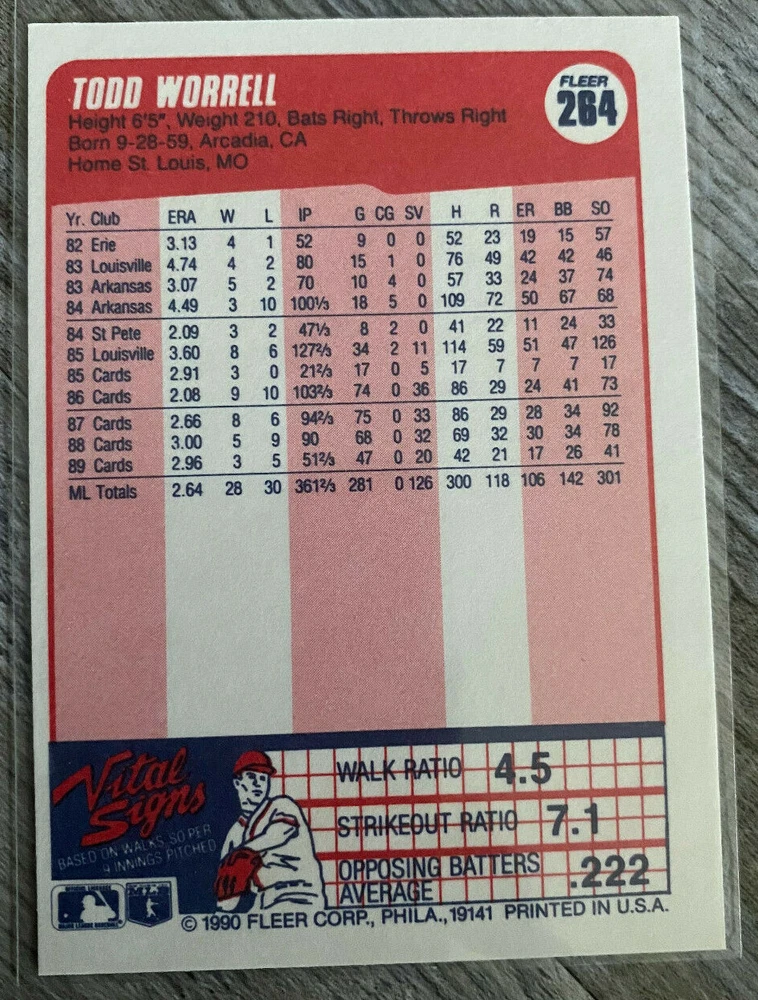 TODD WORRELL
FLEER
264
Height 6'5", Weight 210, Bats Right, Throws Right
Born 9-28-59, Arcadia, CA
Home St. Louis, MO
Yr. Club ERA W L IP G CG SV H R ER BB SO
82 Erie 3.13 4 1 52 9 0 0 52 23 19 15 57
83 Louisville 4.74 4 2 80 15 1 0 76 49 42 42 46
83 Arkansas 3.07 5 2 70 10 4 0 57 33 24 37 74
84 Arkansas 4.49 3 10 100⅓ 18 5 0 109 72 50 67 68
84 St Pete 2.09 3 2 47⅓ 8 2 0 41 22 11 24 33
85 Louisville 3.60 8 6 127⅔ 34 2 11 114 59 51 47 126
85 Cards 2.91 3 0 21⅔ 17 0 5 17 7 7 7 17
86 Cards 2.08 9 10 103⅔ 74 0 36 86 29 24 41 73
87 Cards 2.66 8 6 94⅔ 75 0 33 86 29 28 34 92
88 Cards 3.00 5 9 90 68 0 32 69 32 30 34 78
89 Cards 2.96 3 5 51⅔ 47 0 20 42 21 17 26 41
ML Totals 2.64 28 30 361⅔ 281 0 126 300 118 106 142 301
Vital
Signs
BASED ON WALKS, SO PER
9 INNINGS PITCHED
WALK RATIO 4.5
STRIKEOUT RATIO 7.1
OPPOSING BATTERS
AVERAGE .222
© 1990 FLEER CORP., PHILA., 19141 PRINTED IN U.S.A.